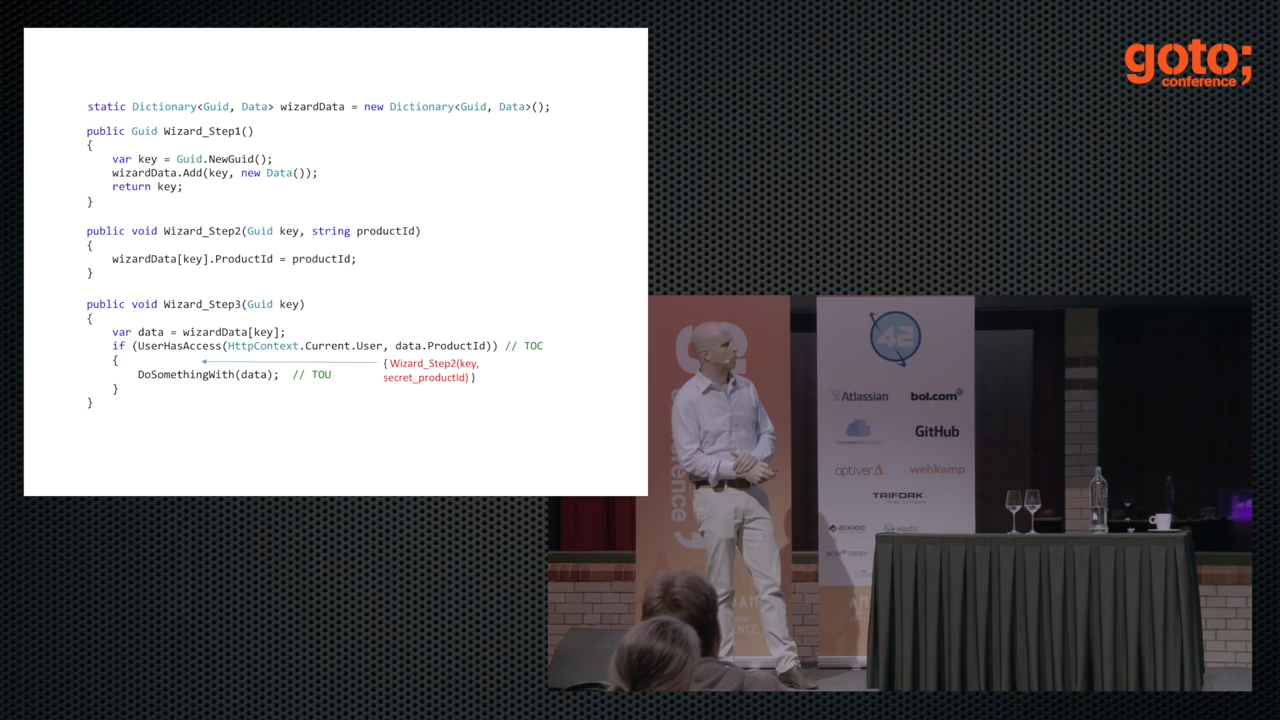 static Dictionary<Guid, Data> wizardData = new Dictionary<Guid, Data>();
public Guid Wizard_Step1()
{
var key = Guid.NewGuid();
wizardData.Add(key, new Data());
return key;
}
public void Wizard_Step2(Guid key, string productId)
{
wizardData[key].ProductId = productId;
}
public void Wizard_Step3(Guid key)
{
var data = wizardData[key];
if (UserHasAccess(HttpContext.Current.User, data.ProductId)) // TOC
{
{ Wizard_Step2(key,
secret_productId) }
DoSomethingWith(data); // TOU
}
}
goto;
conference
42
Atlassian
bol.com
GitHub
optiver
wehkamp
TRIFORK
aixigo
elastic